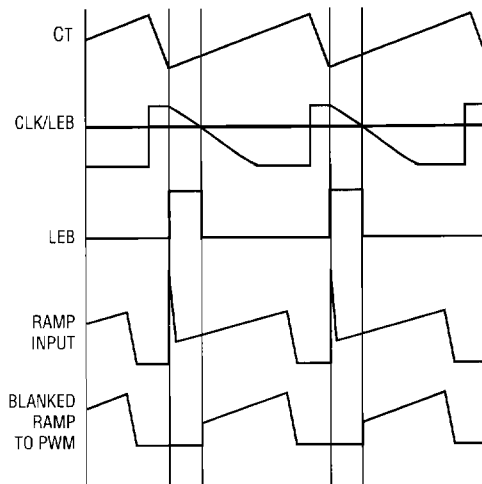 CT
CLK/LEB
LEB
RAMP
INPUT
BLANKED
RAMP
TO PWM